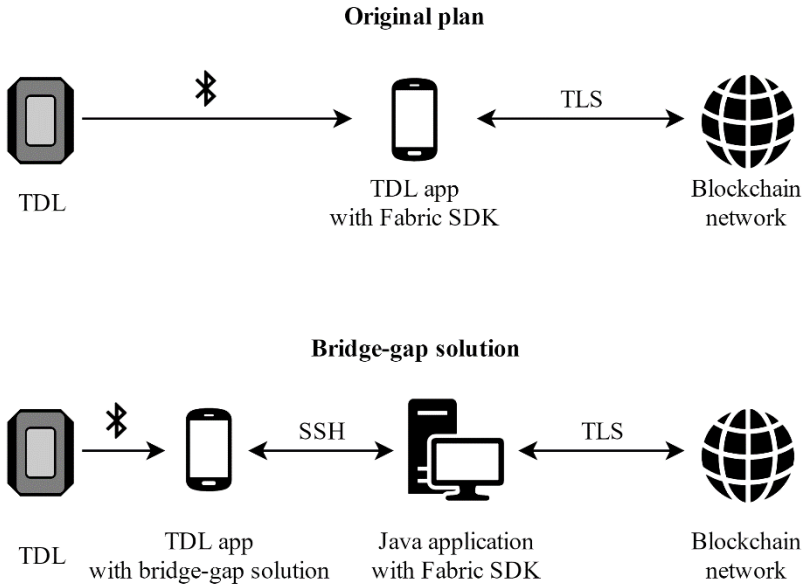 Original plan
TLS
TDL
TDL app
with Fabric SDK
Blockchain
network
Bridge-gap solution
SSH
TLS
TDL
TDL app
with bridge-gap solution
Java application
with Fabric SDK
Blockchain
network